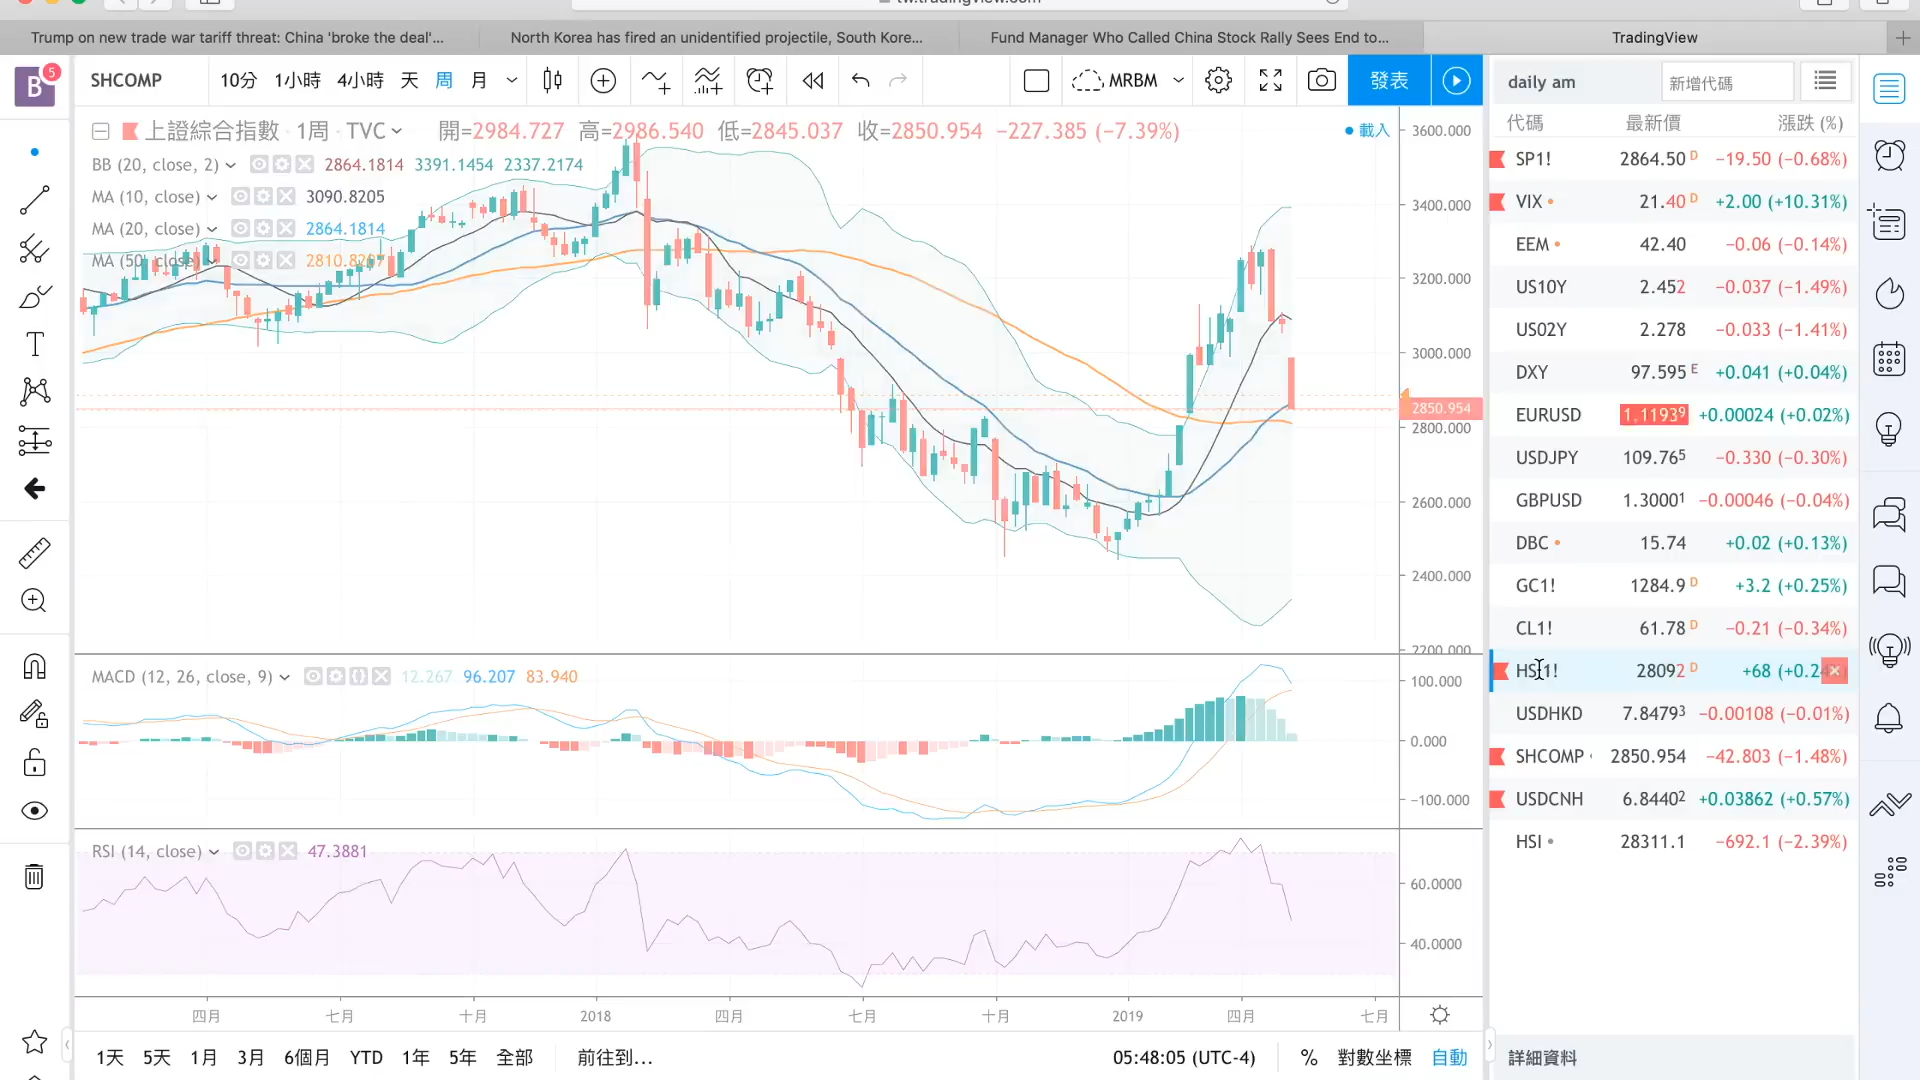 Trump on new trade war tariff threat: China 'broke the deal'...
North Korea has fired an unidentified projectile, South Kore...
Fund Manager Who Called China Stock Rally Sees End to...
TradingView
B 5
SHCOMP
10分 1小時 4小時 天 周 月
MRBM
發表
daily am
新增代碼
上證綜合指數 · 1周 · TVC
開=2984.727 高=2986.540 低=2845.037 收=2850.954 −227.385 (−7.39%)
載入
BB (20, close, 2) 2864.1814 3391.1454 2337.2174
MA (10, close) 3090.8205
MA (20, close) 2864.1814
MA (50, close)
3600.000
3400.000
3200.000
3000.000
2850.954
2800.000
2600.000
2400.000
2200.000
MACD (12, 26, close, 9) 12.267 96.207 83.940
100.000
0.000
−100.000
RSI (14, close) 47.3881
60.0000
40.0000
四月 七月 十月 2018 四月 七月 十月 2019 四月 七月
1天 5天 1月 3月 6個月 YTD 1年 5年 全部 前往到...
05:48:05 (UTC-4) % 對數坐標 自動
代碼 最新價 漲跌 (%)
SP1! 2864.50 D −19.50 (−0.68%)
VIX 21.40 D +2.00 (+10.31%)
EEM 42.40 −0.06 (−0.14%)
US10Y 2.452 −0.037 (−1.49%)
US02Y 2.278 −0.033 (−1.41%)
DXY 97.595 E +0.041 (+0.04%)
EURUSD 1.11939 +0.00024 (+0.02%)
USDJPY 109.765 −0.330 (−0.30%)
GBPUSD 1.30001 −0.00046 (−0.04%)
DBC 15.74 +0.02 (+0.13%)
GC1! 1284.9 D +3.2 (+0.25%)
CL1! 61.78 D −0.21 (−0.34%)
HSI1! 28092 D +68
USDHKD 7.84793 −0.00108 (−0.01%)
SHCOMP 2850.954 −42.803 (−1.48%)
USDCNH 6.84402 +0.03862 (+0.57%)
HSI 28311.1 −692.1 (−2.39%)
詳細資料